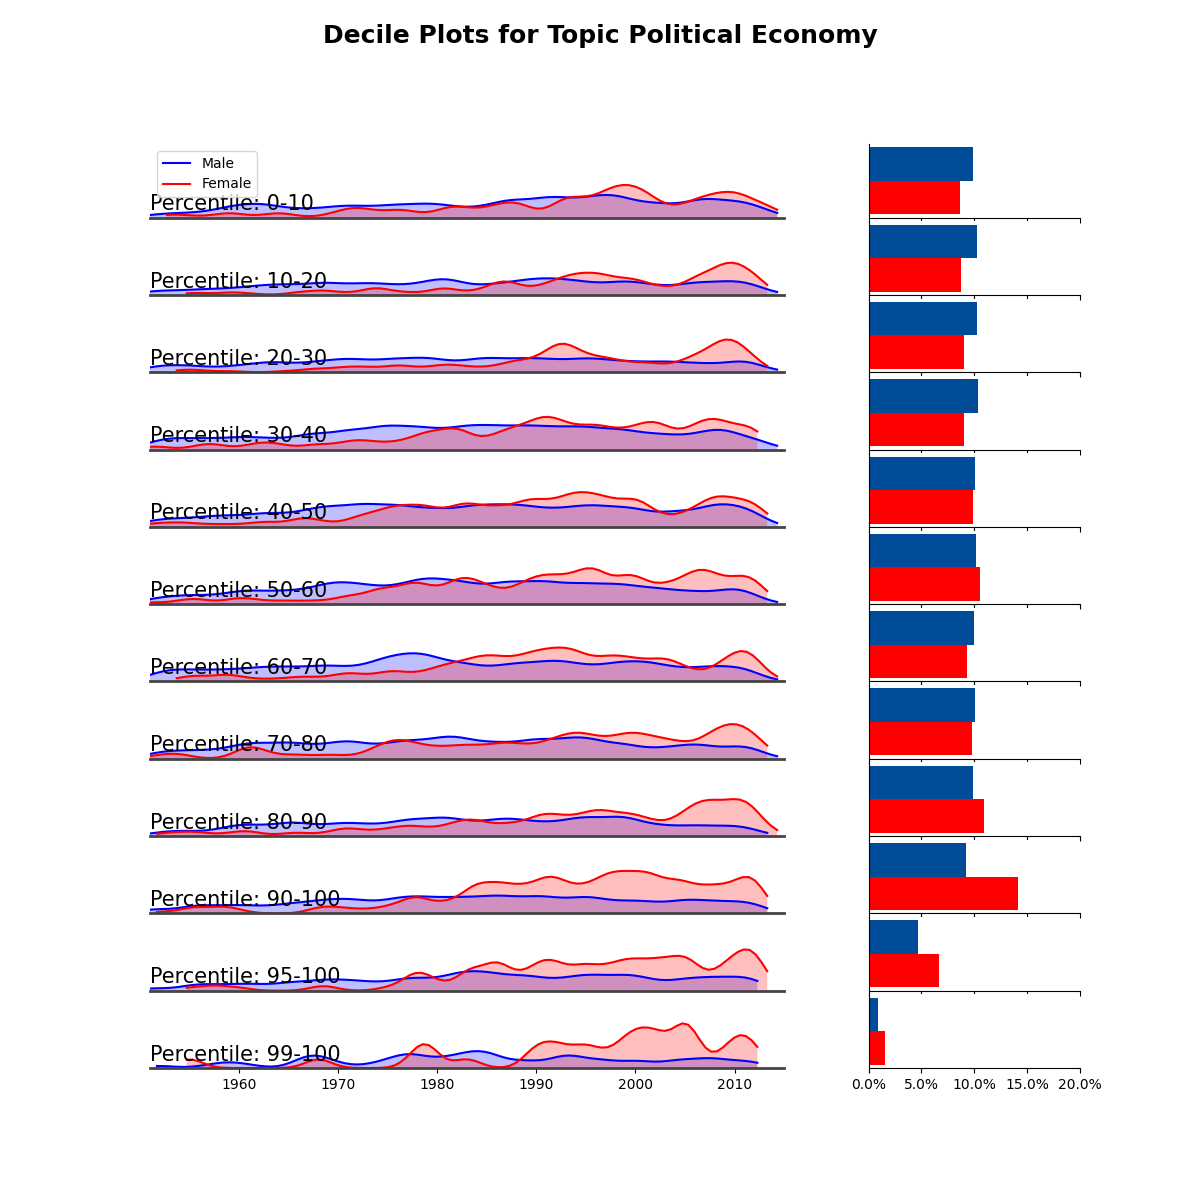 Decile Plots for Topic Political Economy
Male
Female
Percentile: 0-10
Percentile: 10-20
Percentile: 20-30
Percentile: 30-40
Percentile: 40-50
Percentile: 50-60
Percentile: 60-70
Percentile: 70-80
Percentile: 80-90
Percentile: 90-100
Percentile: 95-100
Percentile: 99-100
1960 1970 1980 1990 2000 2010 0.0% 5.0% 10.0% 15.0% 20.0%